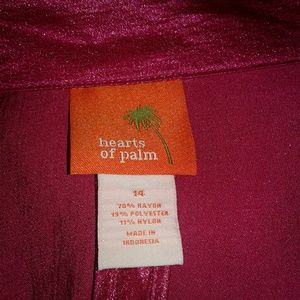 hearts
of palm
14
70% RAYON
19% POLYESTER
11% NYLON
MADE IN
INDONESIA